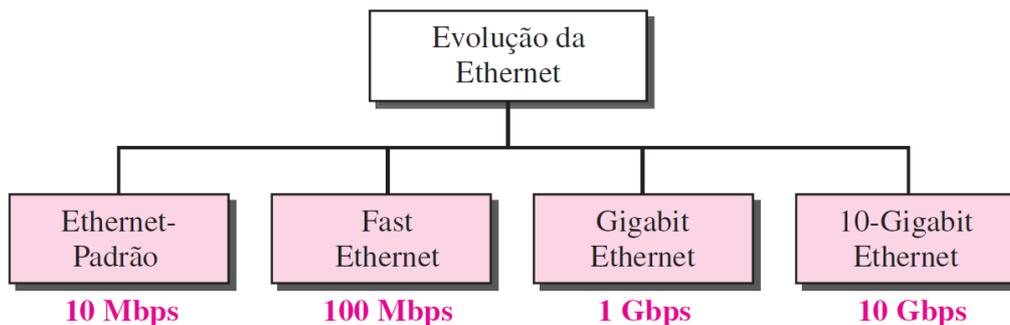 Evolução da
Ethernet
Ethernet-
Padrão
10 Mbps
Fast
Ethernet
100 Mbps
Gigabit
Ethernet
1 Gbps
10-Gigabit
Ethernet
10 Gbps